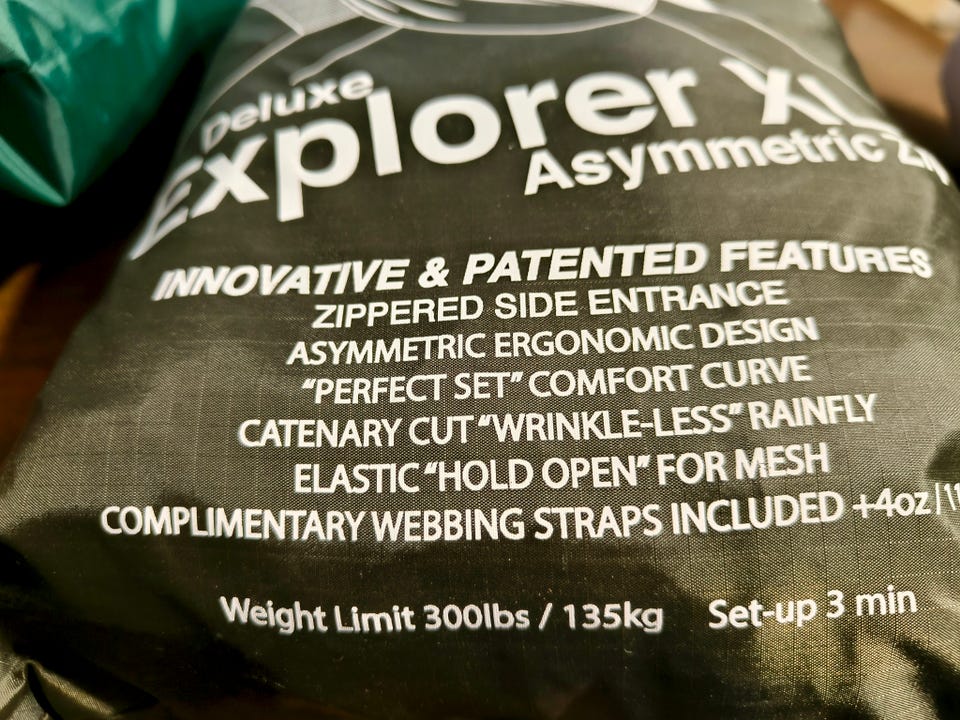 Deluxe
Explorer XL
Asymmetric
INNOVATIVE & PATENTED FEATURES
ZIPPERED SIDE ENTRANCE
ASYMMETRIC ERGONOMIC DESIGN
“PERFECT SET” COMFORT CURVE
CATENARY CUT “WRINKLE-LESS” RAINFLY
ELASTIC “HOLD OPEN” FOR MESH
COMPLIMENTARY WEBBING STRAPS INCLUDED +4oz |
Weight Limit 300lbs / 135kg Set-up 3 min